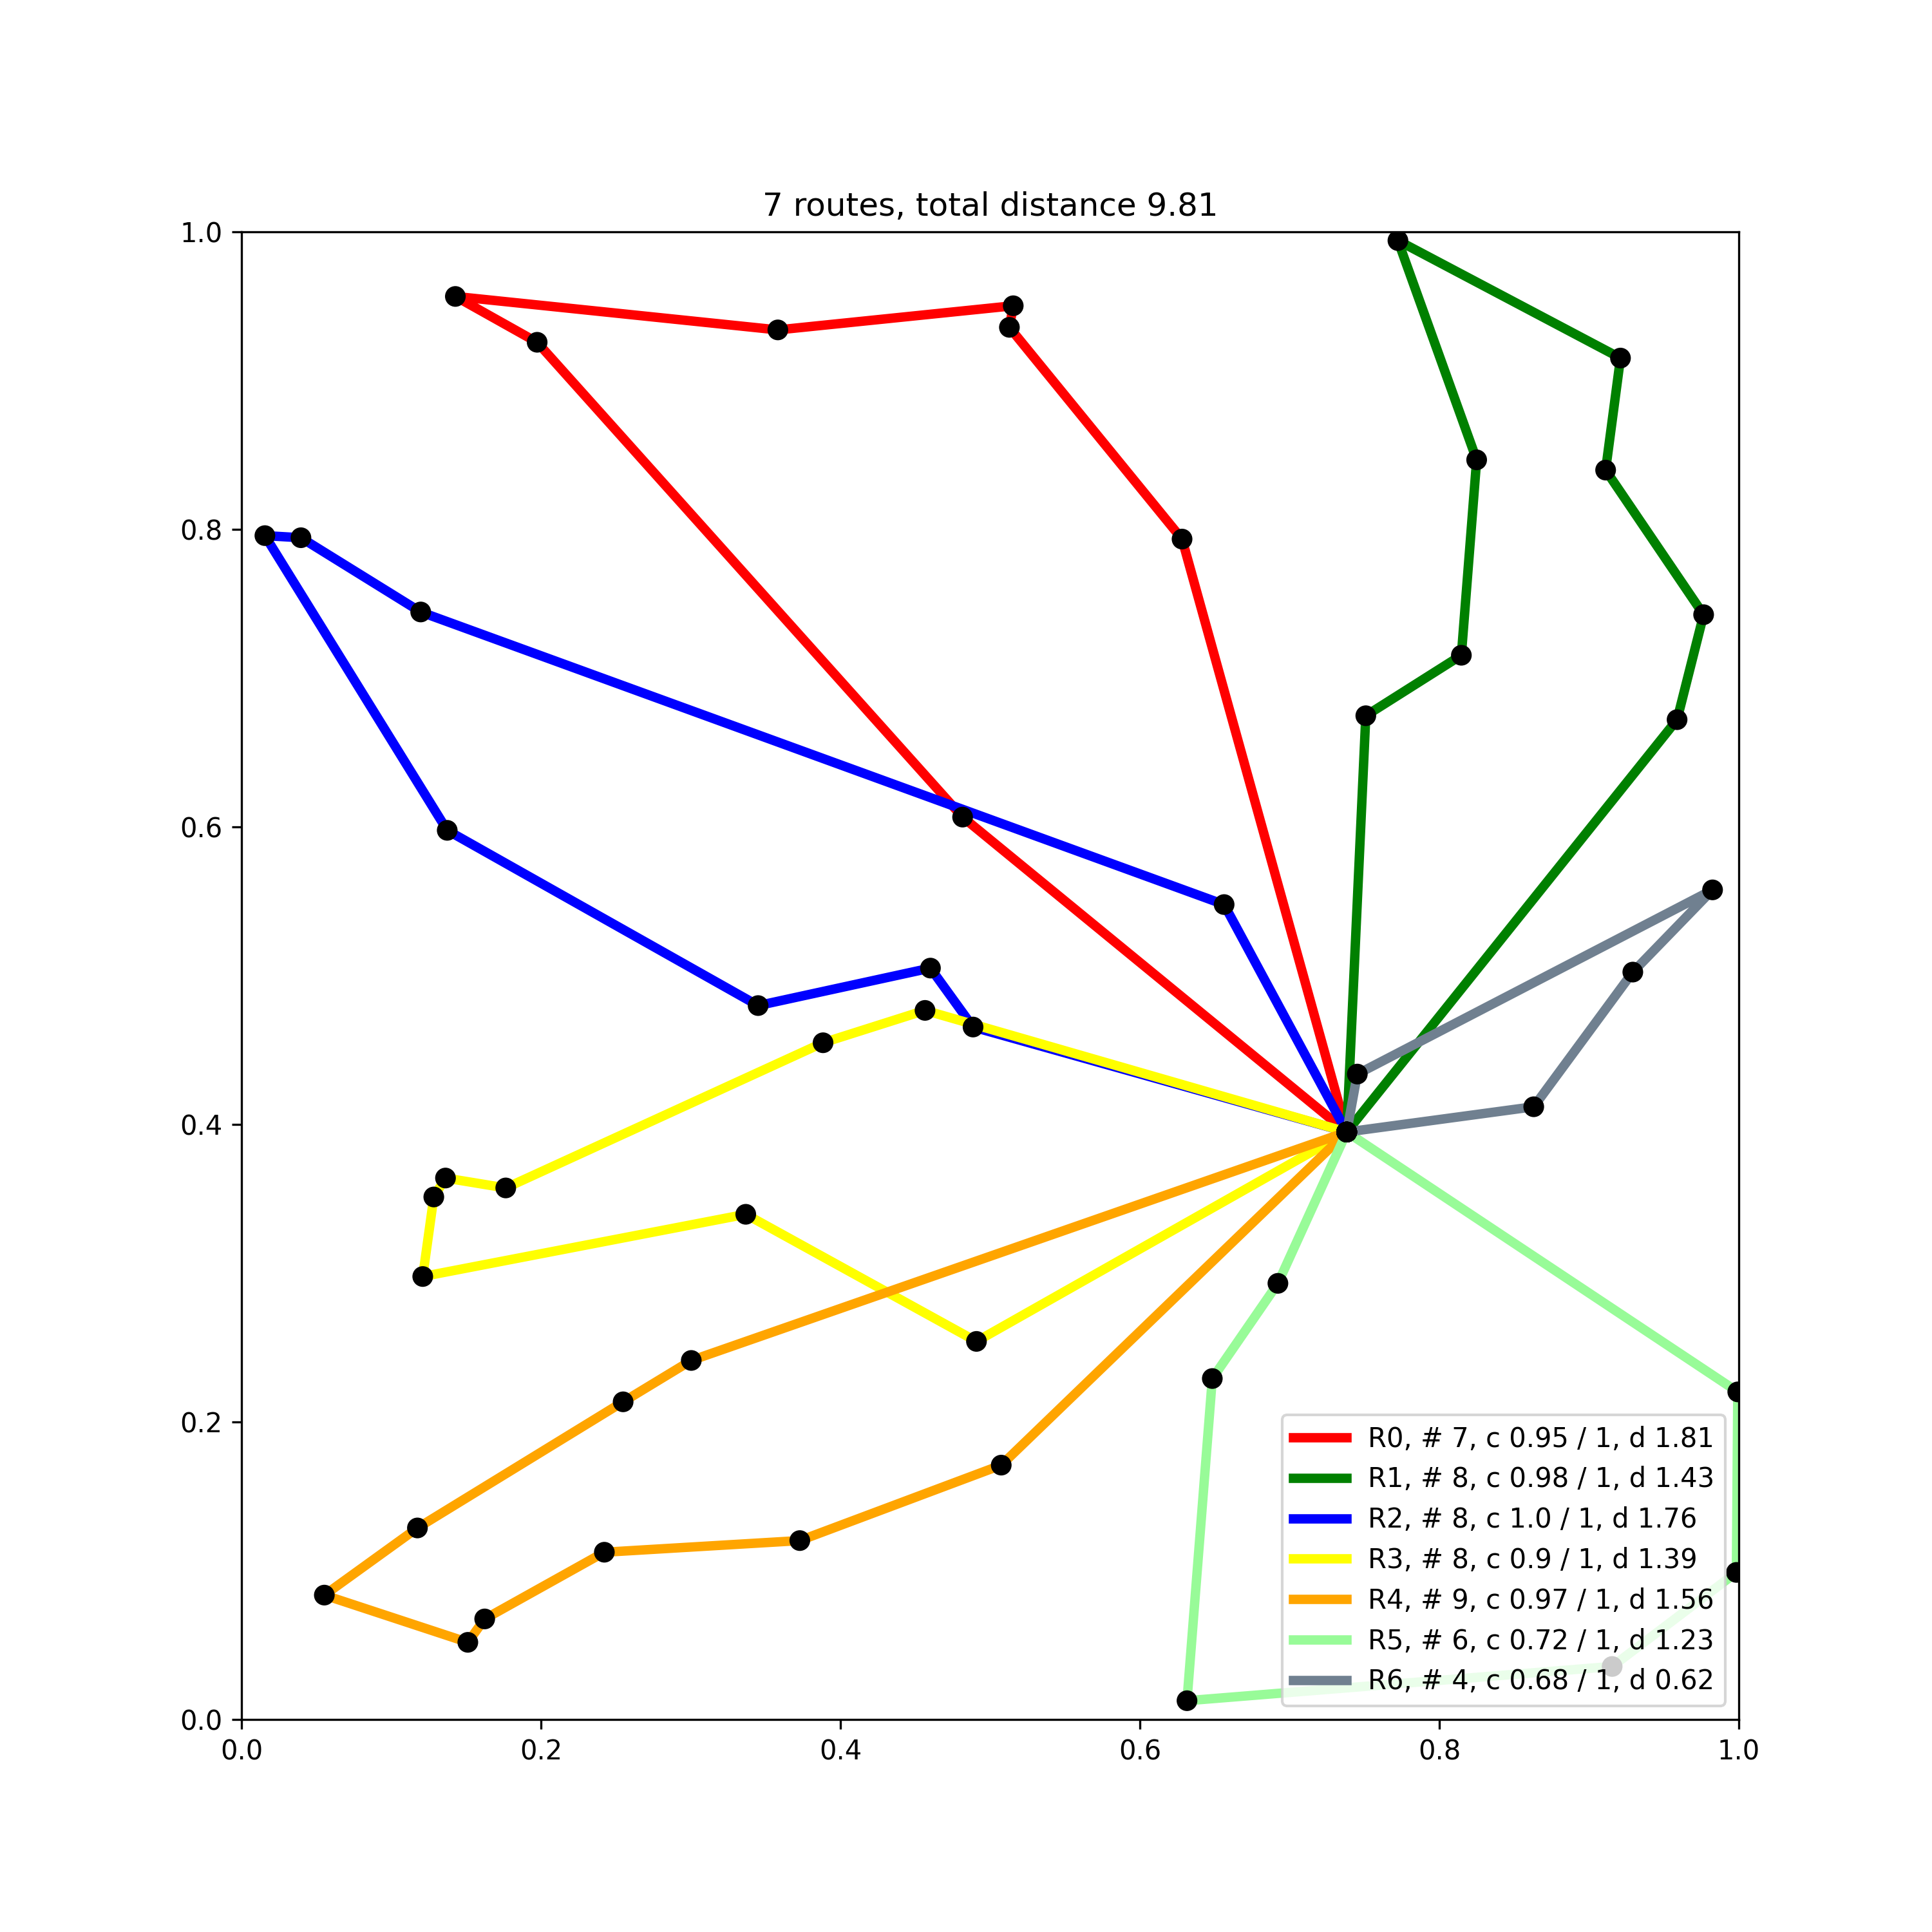 7 routes, total distance 9.81
1.0
0.8
0.6
0.4
0.2
0.0
R0, # 7, c 0.95 / 1, d 1.81
R1, # 8, c 0.98 / 1, d 1.43
R2, # 8, c 1.0 / 1, d 1.76
R3, # 8, c 0.9 / 1, d 1.39
R4, # 9, c 0.97 / 1, d 1.56
R5, # 6, c 0.72 / 1, d 1.23
R6, # 4, c 0.68 / 1, d 0.62
0.0 0.2 0.4 0.6 0.8 1.0